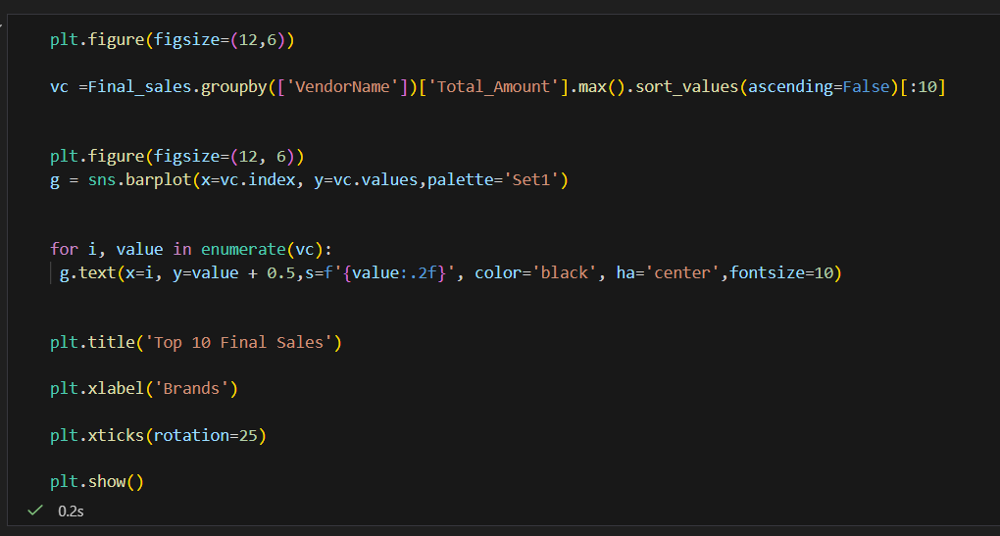 plt.figure(figsize=(12,6))
vc =Final_sales.groupby(['VendorName'])['Total_Amount'].max().sort_values(ascending=False)[:10]
plt.figure(figsize=(12, 6))
g = sns.barplot(x=vc.index, y=vc.values,palette='Set1')
for i, value in enumerate(vc):
g.text(x=i, y=value + 0.5,s=f'{value:.2f}', color='black', ha='center',fontsize=10)
plt.title('Top 10 Final Sales')
plt.xlabel('Brands')
plt.xticks(rotation=25)
plt.show()
0.2s